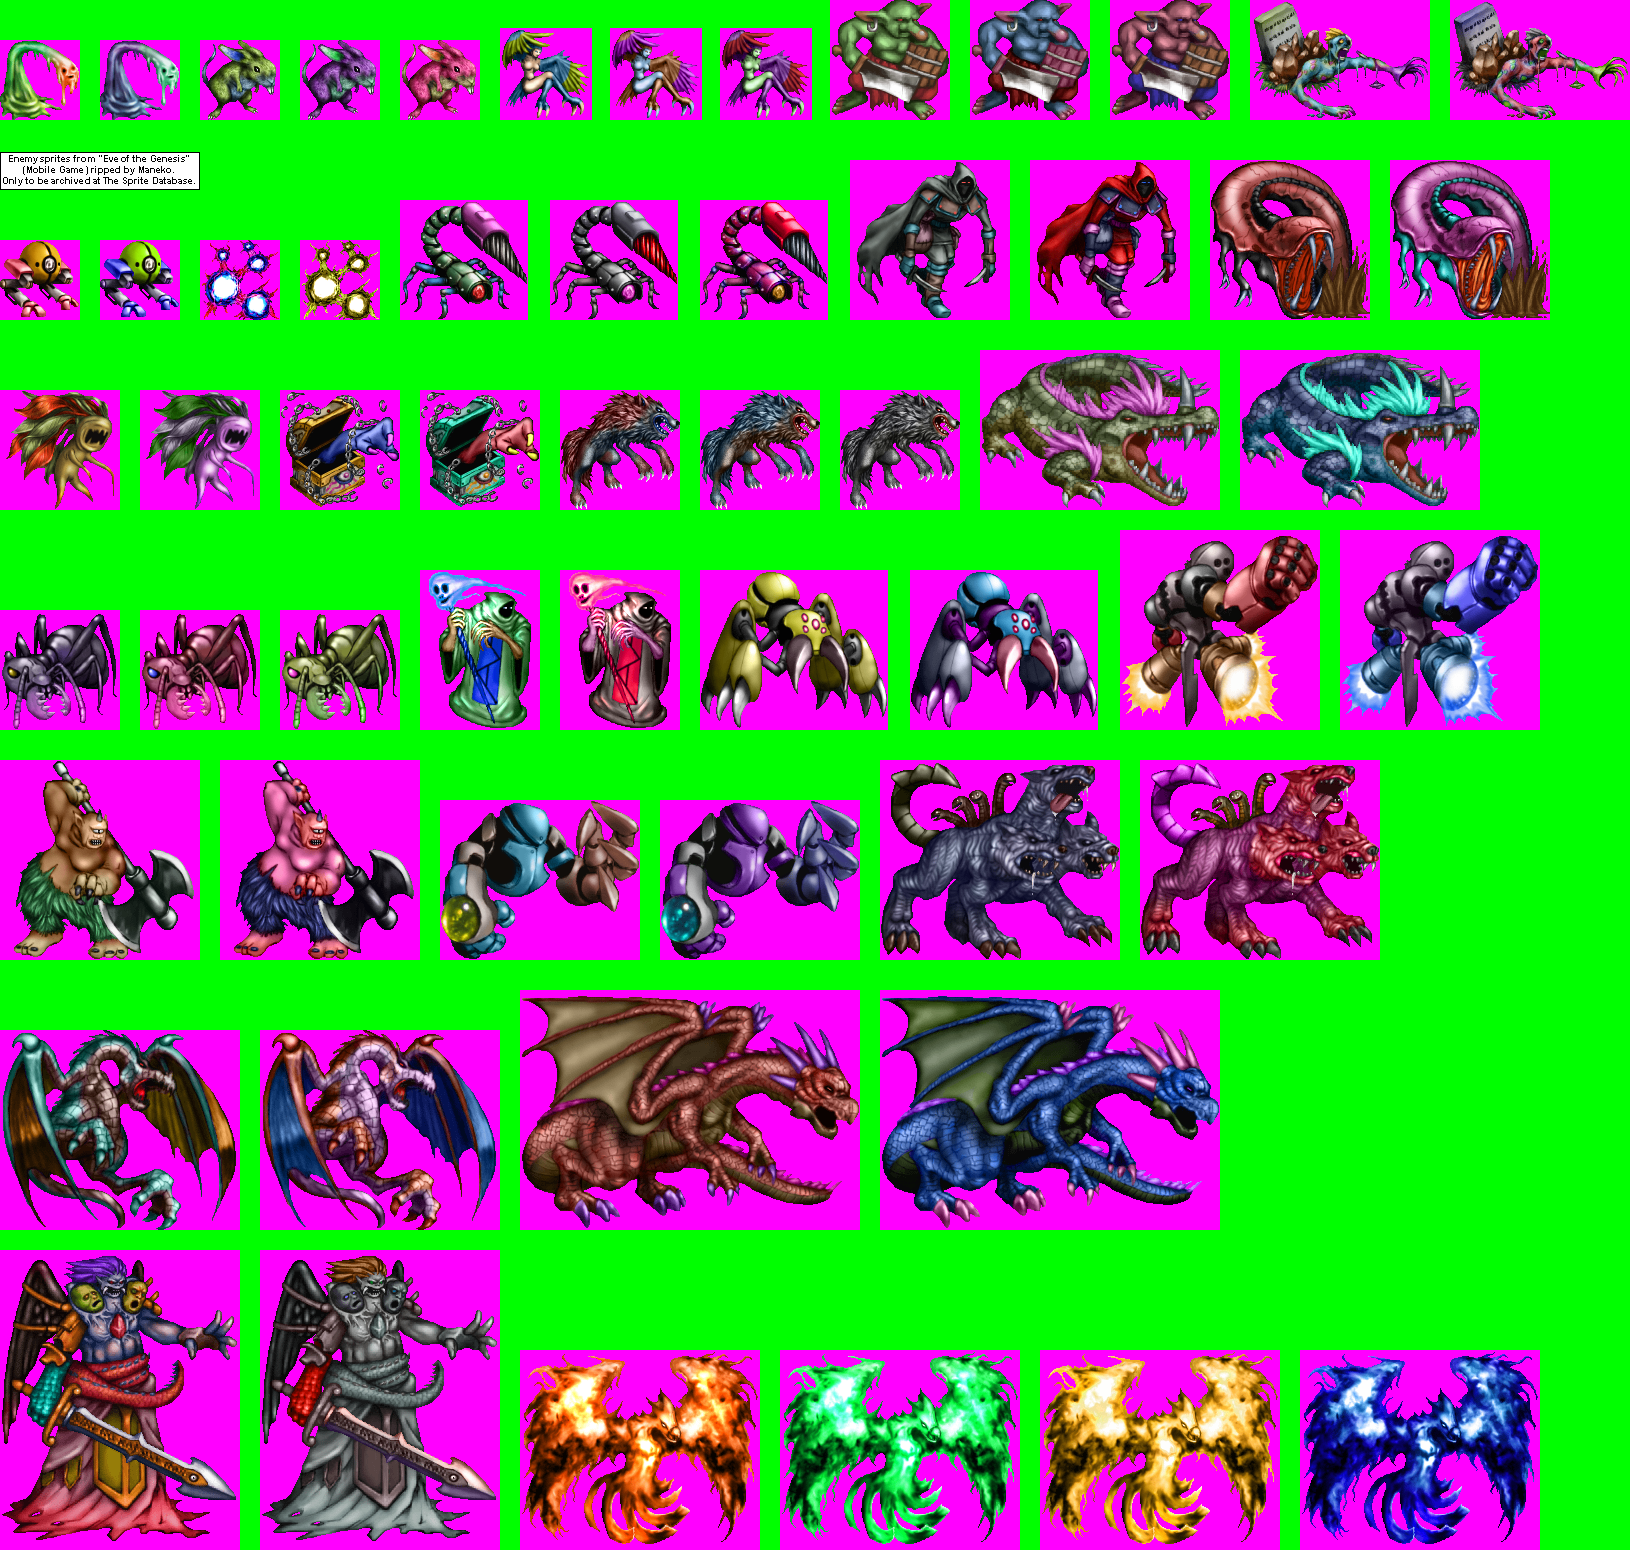 Enemy sprites from "Eve of the Genesis"
(Mobile Game) ripped by Maneko.
Only to be archived at The Sprite Database.